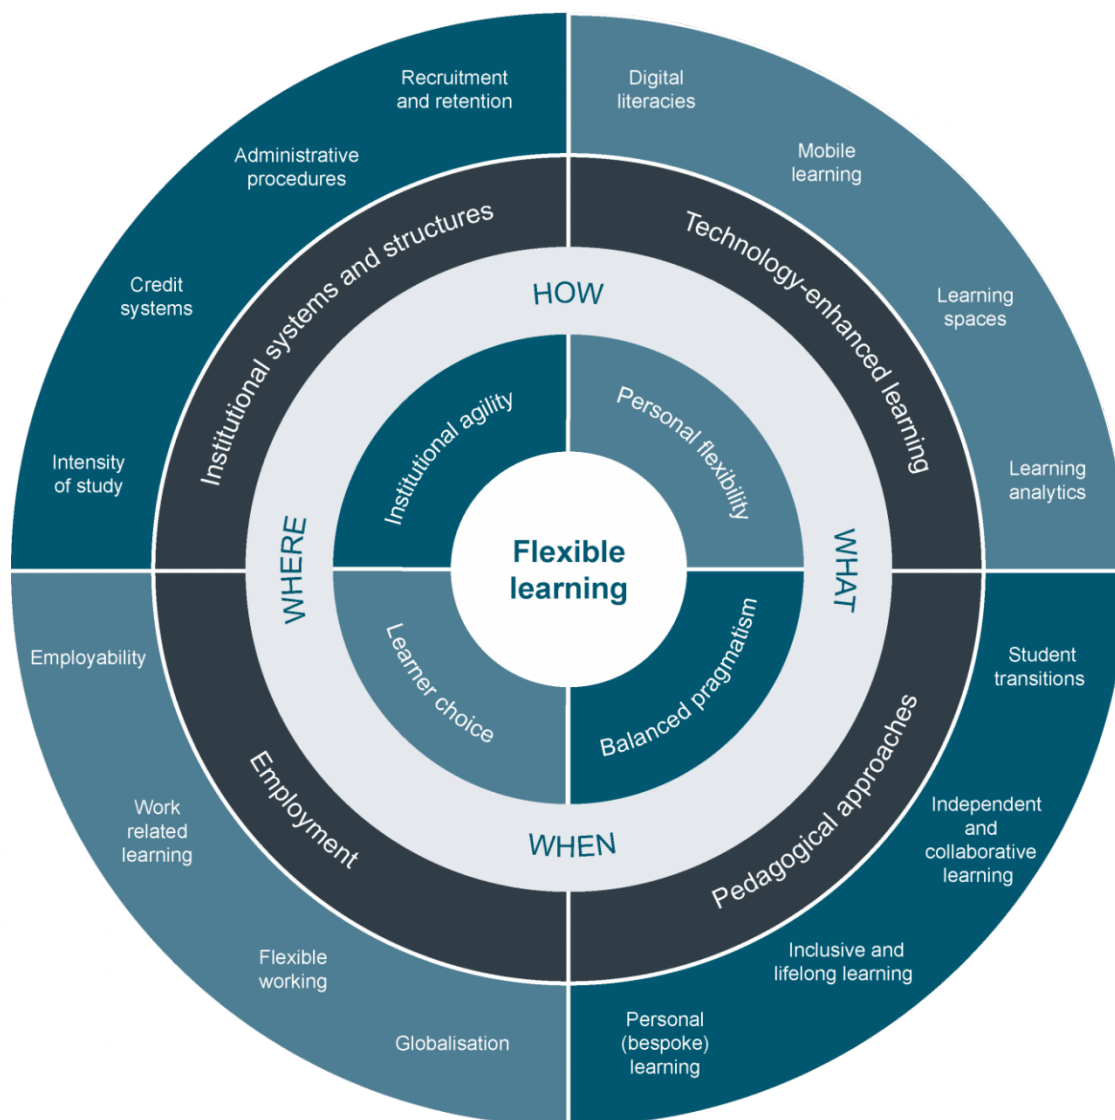 Recruitment
and retention
Administrative
procedures
Credit
systems
Intensity
of study
Digital
literacies
Mobile
learning
Learning
spaces
Learning
analytics
Institutional systems and structures
Technology-enhanced learning
HOW
WHERE
WHAT
WHEN
Institutional agility
Personal flexibility
Flexible
learning
Learner choice
Balanced pragmatism
Employment
Pedagogical approaches
Employability
Work
related
learning
Flexible
working
Globalisation
Student
transitions
Independent
and
collaborative
learning
Inclusive and
lifelong learning
Personal
(bespoke)
learning